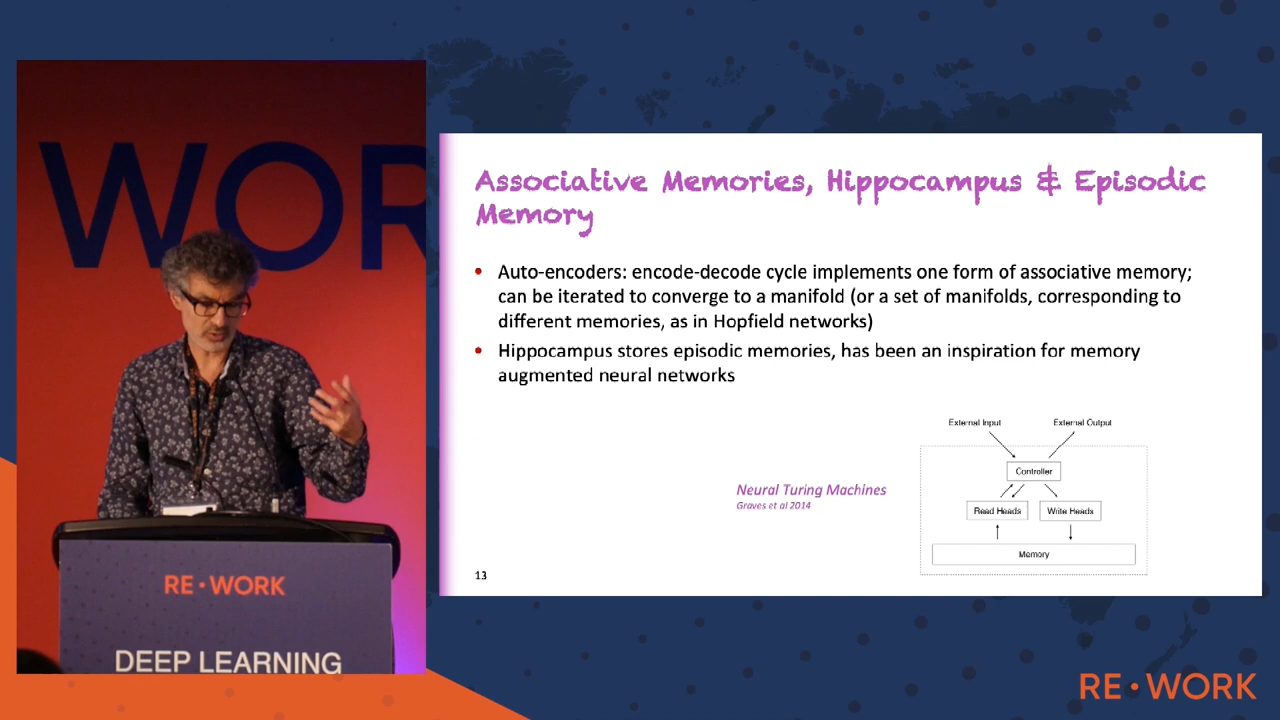 WOR
RE • WORK
DEEP LEARNING
Associative Memories, Hippocampus & Episodic
Memory
• Auto-encoders: encode-decode cycle implements one form of associative memory;
can be iterated to converge to a manifold (or a set of manifolds, corresponding to
different memories, as in Hopfield networks)
• Hippocampus stores episodic memories, has been an inspiration for memory
augmented neural networks
External Input
External Output
Controller
Neural Turing Machines
Graves et al 2014
Read Heads
Write Heads
Memory
13
RE • WORK